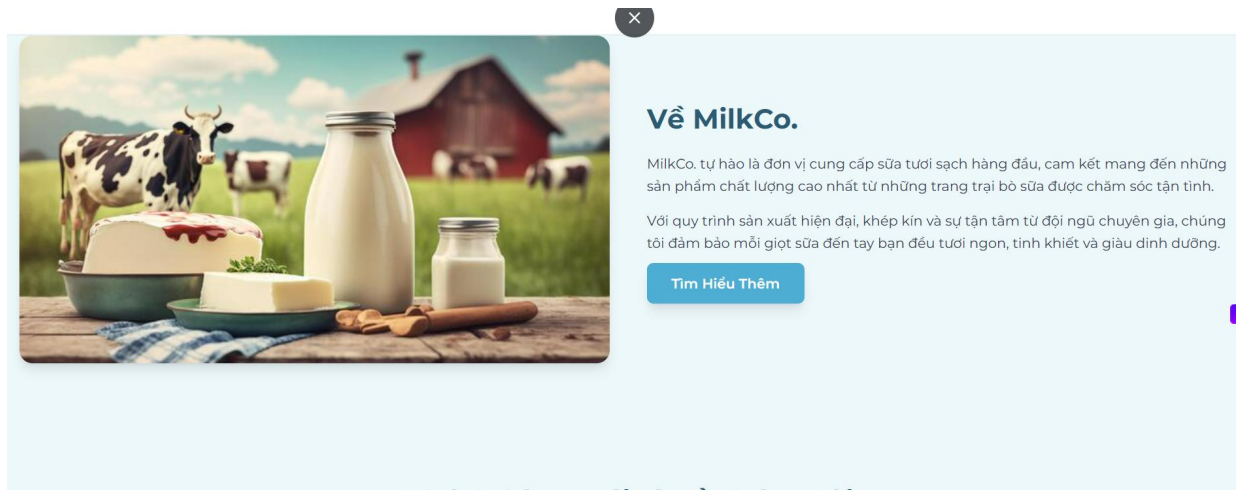 Về MilkCo.
MilkCo. tự hào là đơn vị cung cấp sữa tươi sạch hàng đầu, cam kết mang đến những
sản phẩm chất lượng cao nhất từ những trang trại bò sữa được chăm sóc tận tình.
Với quy trình sản xuất hiện đại, khép kín và sự tận tâm từ đội ngũ chuyên gia, chúng
tôi đảm bảo mỗi giọt sữa đến tay bạn đều tươi ngon, tinh khiết và giàu dinh dưỡng.
Tìm Hiểu Thêm